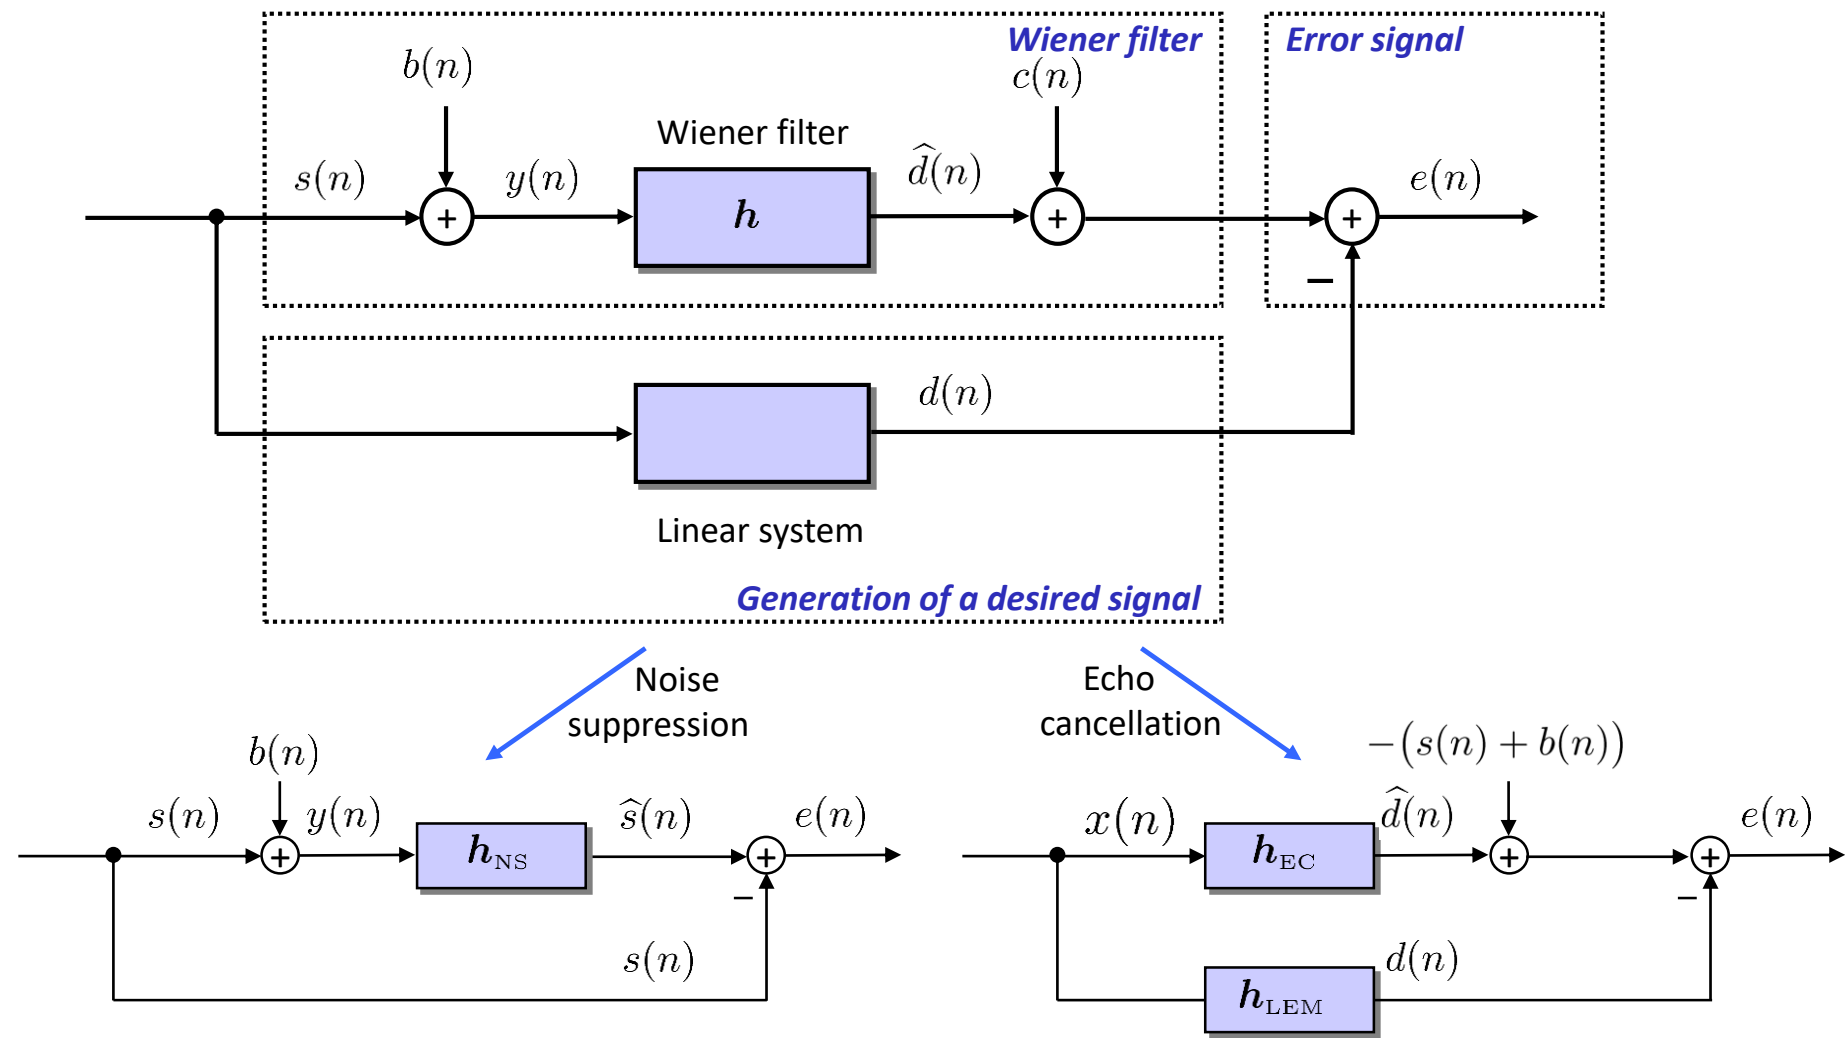 Wiener filter
Error signal
b(n)
c(n)
Wiener filter
s(n)
y(n)
h
d̂(n)
e(n)
+
+
+
−
d(n)
Linear system
Generation of a desired signal
Noise
suppression
Echo
cancellation
b(n)
s(n)
y(n)
h_NS
ŝ(n)
e(n)
+
+
−
s(n)
−(s(n) + b(n))
x(n)
h_EC
d̂(n)
e(n)
+
+
−
h_LEM
d(n)